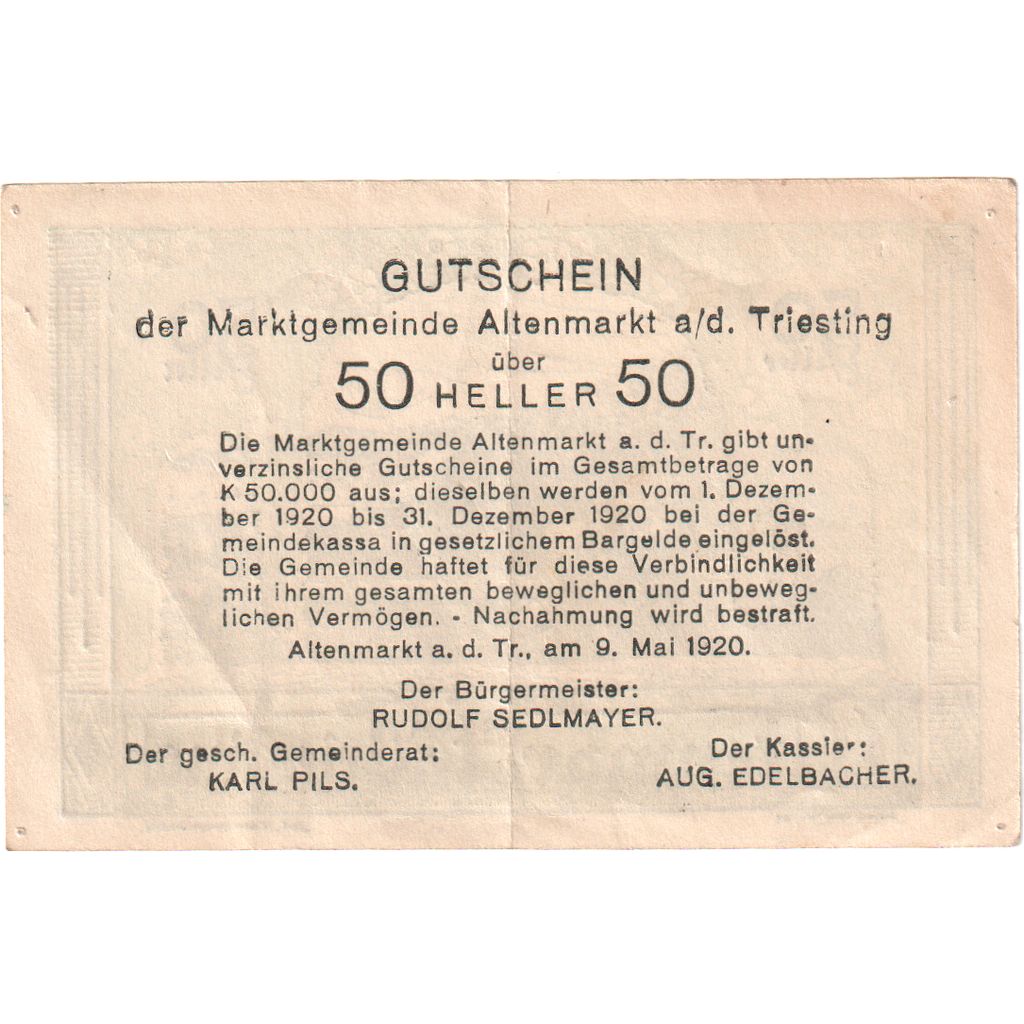 GUTSCHEIN
der Marktgemeinde Altenmarkt a/d. Triesting
über
50 HELLER 50
Die Marktgemeinde Altenmarkt a. d. Tr. gibt un-
verzinsliche Gutscheine im Gesamtbetrage von
K 50.000 aus; dieselben werden vom 1. Dezem-
ber 1920 bis 31. Dezember 1920 bei der Ge-
meindekassa in gesetzlichem Bargelde eingelöst.
Die Gemeinde haftet für diese Verbindlichkeit
mit ihrem gesamten beweglichen und unbeweg-
lichen Vermögen. - Nachahmung wird bestraft.
Altenmarkt a. d. Tr., am 9. Mai 1920.
Der Bürgermeister:
RUDOLF SEDLMAYER.
Der gesch. Gemeinderat:
KARL PILS.
Der Kassier:
AUG. EDELBACHER.